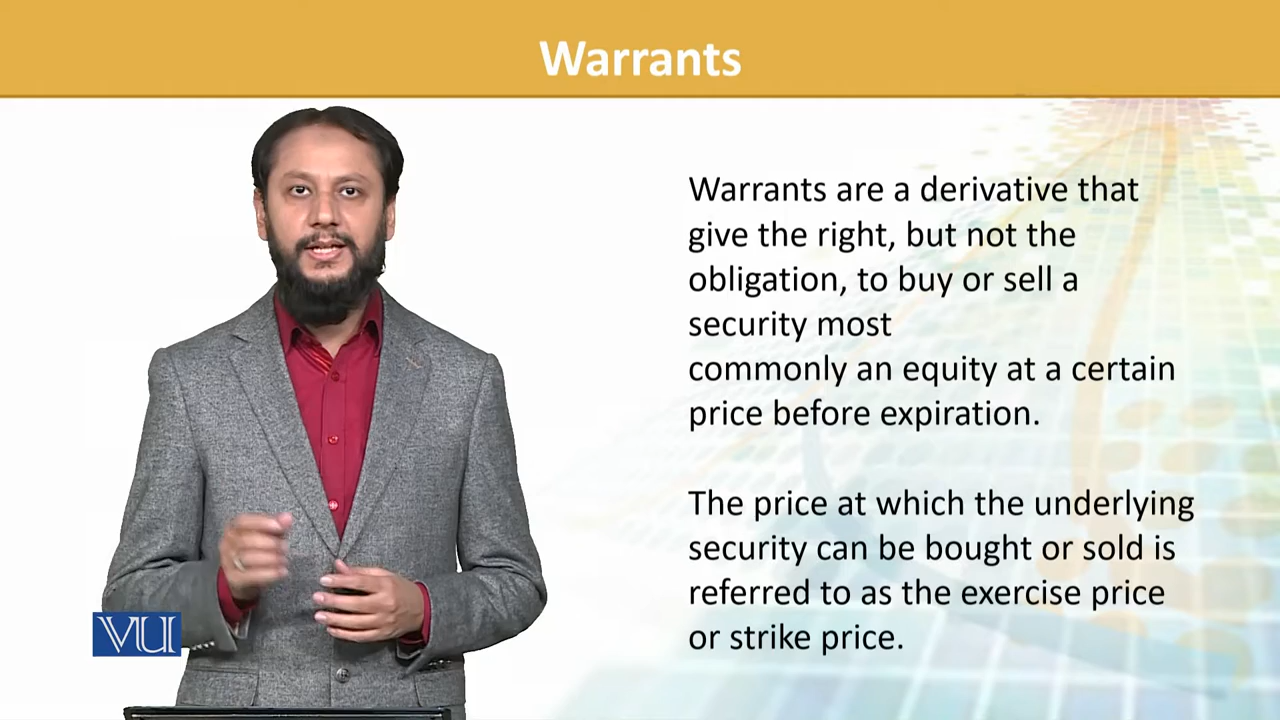 Warrants
Warrants are a derivative that
give the right, but not the
obligation, to buy or sell a
security most
commonly an equity at a certain
price before expiration.
The price at which the underlying
security can be bought or sold is
referred to as the exercise price
or strike price.
VU